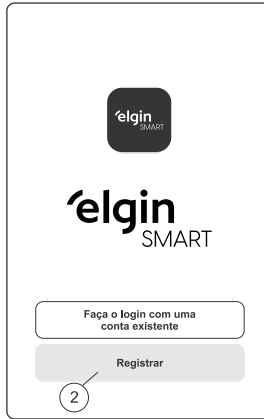 elgin
SMART
elgin
SMART
Faça o login com uma
conta existente
Registrar
2